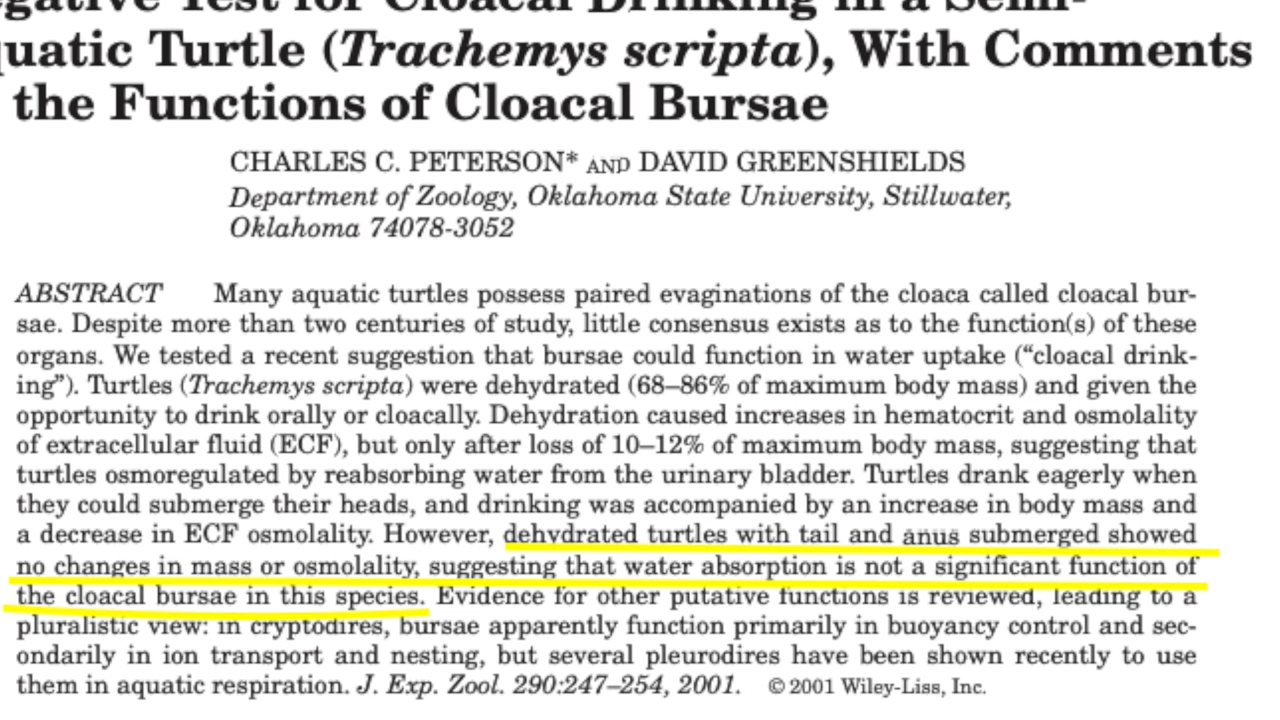 gative Test for Cloacal Drinking in a Semi-
uatic Turtle (Trachemys scripta), With Comments
the Functions of Cloacal Bursae
CHARLES C. PETERSON* AND DAVID GREENSHIELDS
Department of Zoology, Oklahoma State University, Stillwater,
Oklahoma 74078-3052
ABSTRACT Many aquatic turtles possess paired evaginations of the cloaca called cloacal bur-
sae. Despite more than two centuries of study, little consensus exists as to the function(s) of these
organs. We tested a recent suggestion that bursae could function in water uptake (“cloacal drink-
ing”). Turtles (Trachemys scripta) were dehydrated (68–86% of maximum body mass) and given the
opportunity to drink orally or cloacally. Dehydration caused increases in hematocrit and osmolality
of extracellular fluid (ECF), but only after loss of 10–12% of maximum body mass, suggesting that
turtles osmoregulated by reabsorbing water from the urinary bladder. Turtles drank eagerly when
they could submerge their heads, and drinking was accompanied by an increase in body mass and
a decrease in ECF osmolality. However, dehydrated turtles with tail and anus submerged showed
no changes in mass or osmolality, suggesting that water absorption is not a significant function of
the cloacal bursae in this species. Evidence for other putative functions is reviewed, leading to a
pluralistic view: in cryptodires, bursae apparently function primarily in buoyancy control and sec-
ondarily in ion transport and nesting, but several pleurodires have been shown recently to use
them in aquatic respiration. J. Exp. Zool. 290:247–254, 2001. © 2001 Wiley-Liss, Inc.